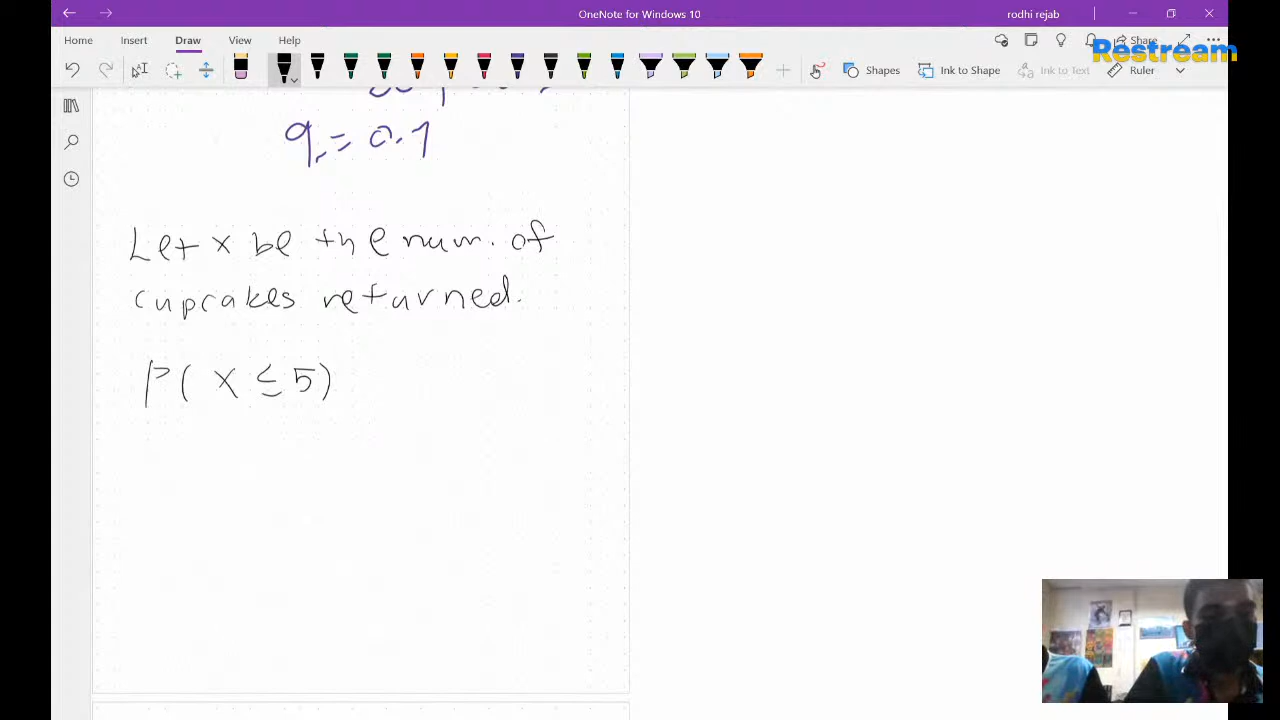 OneNote for Windows 10
rodhi rejab
Home Insert Draw View Help
Share
Restream
Shapes
Ink to Shape
Ink to Text
Ruler
q = 0.1
Let x be the num. of
cupcakes returned.
P( X ≤ 5)